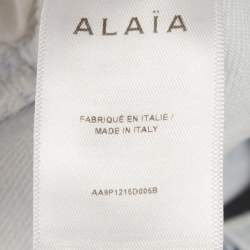 ALAÏA
FABRIQUÉ EN ITALIE /
MADE IN ITALY
AA9P1215D005B